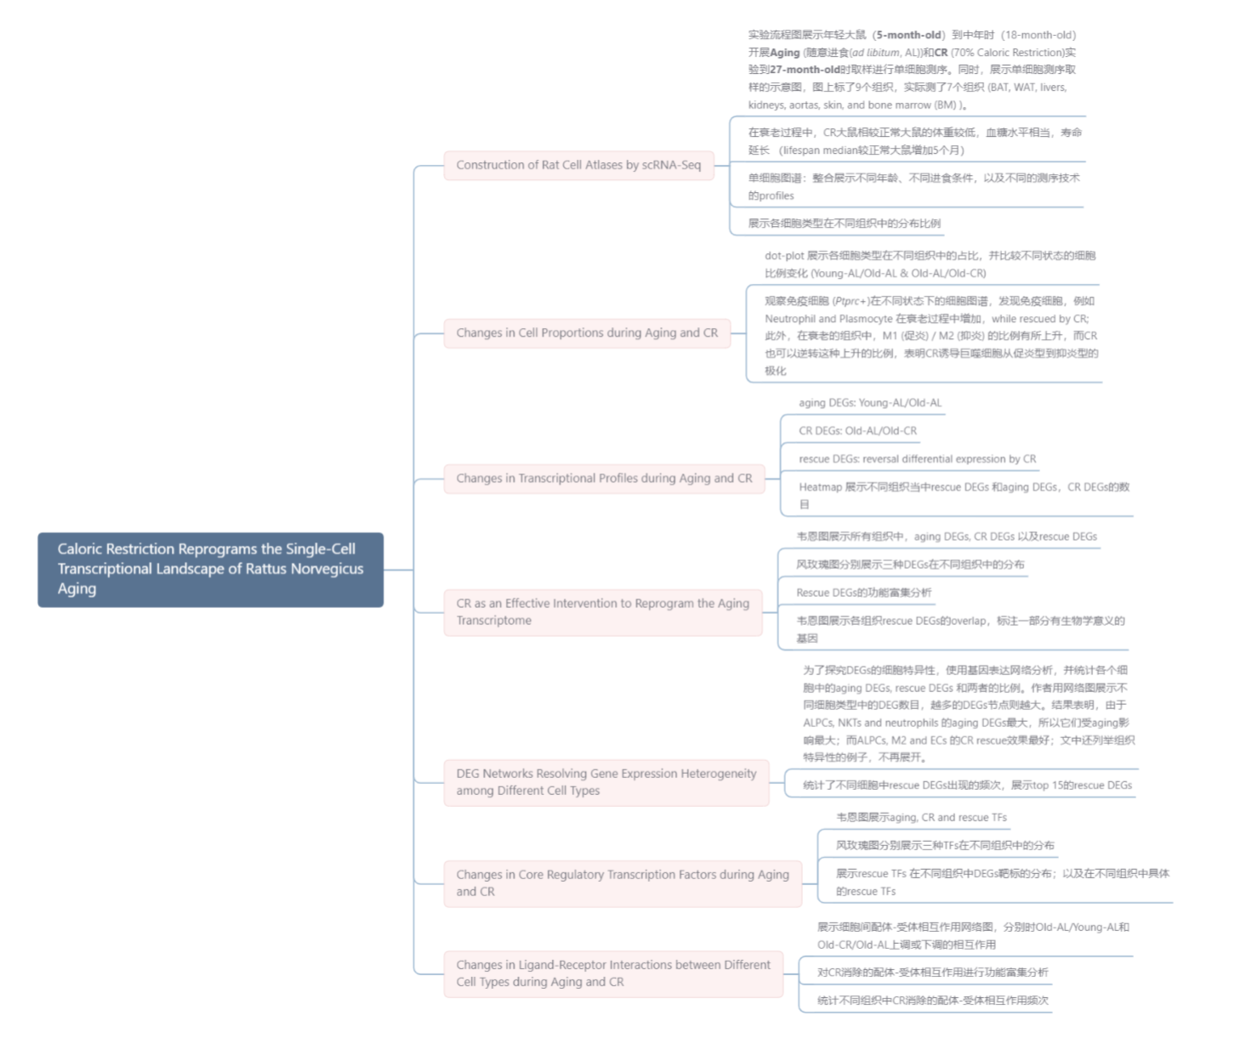 实验流程图展示年轻大鼠（5-month-old）到中年时（18-month-old）
开展Aging (随意进食(ad libitum, AL))和CR (70% Caloric Restriction)实
验到27-month-old时取样进行单细胞测序。同时，展示单细胞测序取
样的示意图，图上标了9个组织，实际测了7个组织 (BAT, WAT, livers,
kidneys, aortas, skin, and bone marrow (BM) )。
在衰老过程中，CR大鼠相较正常大鼠的体重较低，血糖水平相当，寿命
延长 （lifespan median较正常大鼠增加5个月）
Construction of Rat Cell Atlases by scRNA-Seq
单细胞图谱：整合展示不同年龄、不同进食条件，以及不同的测序技术
的profiles
展示各细胞类型在不同组织中的分布比例
dot-plot 展示各细胞类型在不同组织中的占比，并比较不同状态的细胞
比例变化 (Young-AL/Old-AL & Old-AL/Old-CR)
Changes in Cell Proportions during Aging and CR
观察免疫细胞 (Ptprc+)在不同状态下的细胞图谱，发现免疫细胞，例如
Neutrophil and Plasmocyte 在衰老过程中增加，while rescued by CR;
此外，在衰老的组织中，M1 (促炎) / M2 (抑炎) 的比例有所上升，而CR
也可以逆转这种上升的比例，表明CR诱导巨噬细胞从促炎型到抑炎型的
极化
aging DEGs: Young-AL/Old-AL
CR DEGs: Old-AL/Old-CR
rescue DEGs: reversal differential expression by CR
Changes in Transcriptional Profiles during Aging and CR
Heatmap 展示不同组织当中rescue DEGs 和aging DEGs，CR DEGs的数
目
韦恩图展示所有组织中，aging DEGs, CR DEGs 以及rescue DEGs
Caloric Restriction Reprograms the Single-Cell
Transcriptional Landscape of Rattus Norvegicus
Aging
风玫瑰图分别展示三种DEGs在不同组织中的分布
Rescue DEGs的功能富集分析
CR as an Effective Intervention to Reprogram the Aging
Transcriptome
韦恩图展示各组织rescue DEGs的overlap，标注一部分有生物学意义的
基因
为了探究DEGs的细胞特异性，使用基因表达网络分析，并统计各个细
胞中的aging DEGs, rescue DEGs 和两者的比例。作者用网络图展示不
同细胞类型中的DEG数目，越多的DEGs节点则越大。结果表明，由于
ALPCs, NKTs and neutrophils 的aging DEGs最大，所以它们受aging影
响最大；而ALPCs, M2 and ECs 的CR rescue效果最好；文中还列举组织
特异性的例子，不再展开。
DEG Networks Resolving Gene Expression Heterogeneity
among Different Cell Types
统计了不同细胞中rescue DEGs出现的频次，展示top 15的rescue DEGs
韦恩图展示aging, CR and rescue TFs
风玫瑰图分别展示三种TFs在不同组织中的分布
Changes in Core Regulatory Transcription Factors during Aging
and CR
展示rescue TFs 在不同组织中DEGs靶标的分布；以及在不同组织中具体
的rescue TFs
展示细胞间配体-受体相互作用网络图，分别时Old-AL/Young-AL和
Old-CR/Old-AL上调或下调的相互作用
Changes in Ligand-Receptor Interactions between Different
Cell Types during Aging and CR
对CR消除的配体-受体相互作用进行功能富集分析
统计不同组织中CR消除的配体-受体相互作用频次